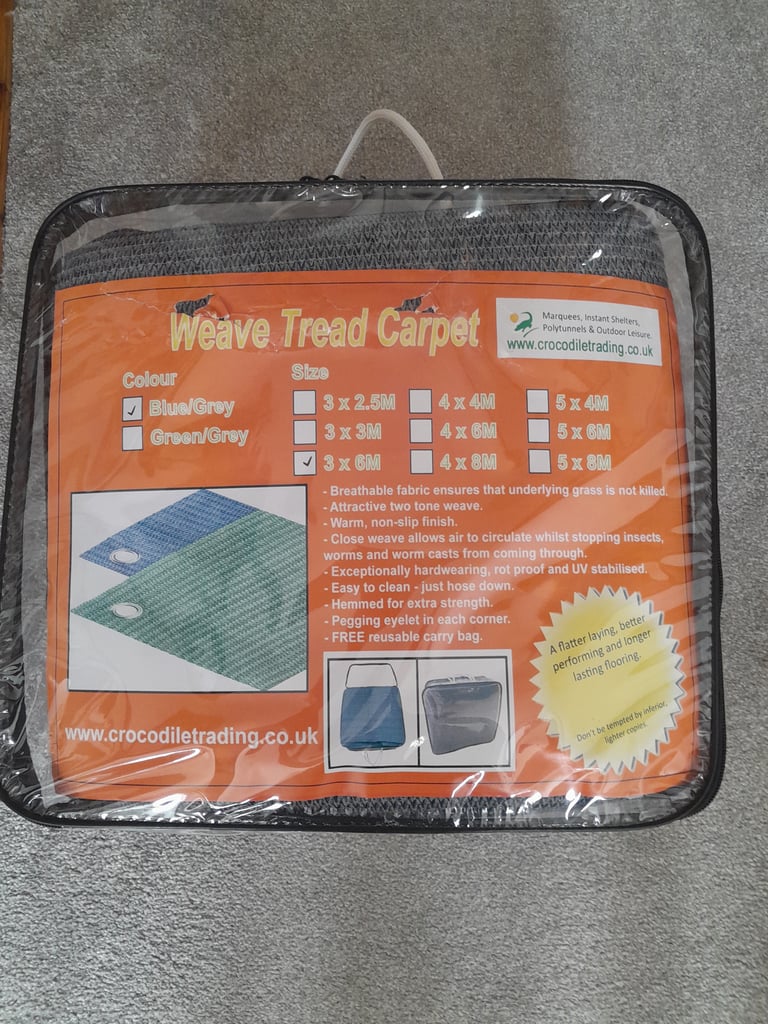 Weave Tread Carpet
Marquees, Instant Shelters,
Polytunnels & Outdoor Leisure.
www.crocodiletrading.co.uk
Colour
Blue/Grey
Green/Grey
Size
3 x 2.5M
4 x 4M
5 x 4M
3 x 3M
4 x 6M
5 x 6M
3 x 6M
4 x 8M
5 x 8M
- Breathable fabric ensures that underlying grass is not killed.
- Attractive two tone weave.
- Warm, non-slip finish.
- Close weave allows air to circulate whilst stopping insects,
worms and worm casts from coming through.
- Exceptionally hardwearing, rot proof and UV stabilised.
- Easy to clean - just hose down.
- Hemmed for extra strength.
- Pegging eyelet in each corner.
- FREE reusable carry bag.
A flatter laying, better
performing and longer
lasting flooring.
Don't be tempted by inferior,
lighter copies.
www.crocodiletrading.co.uk